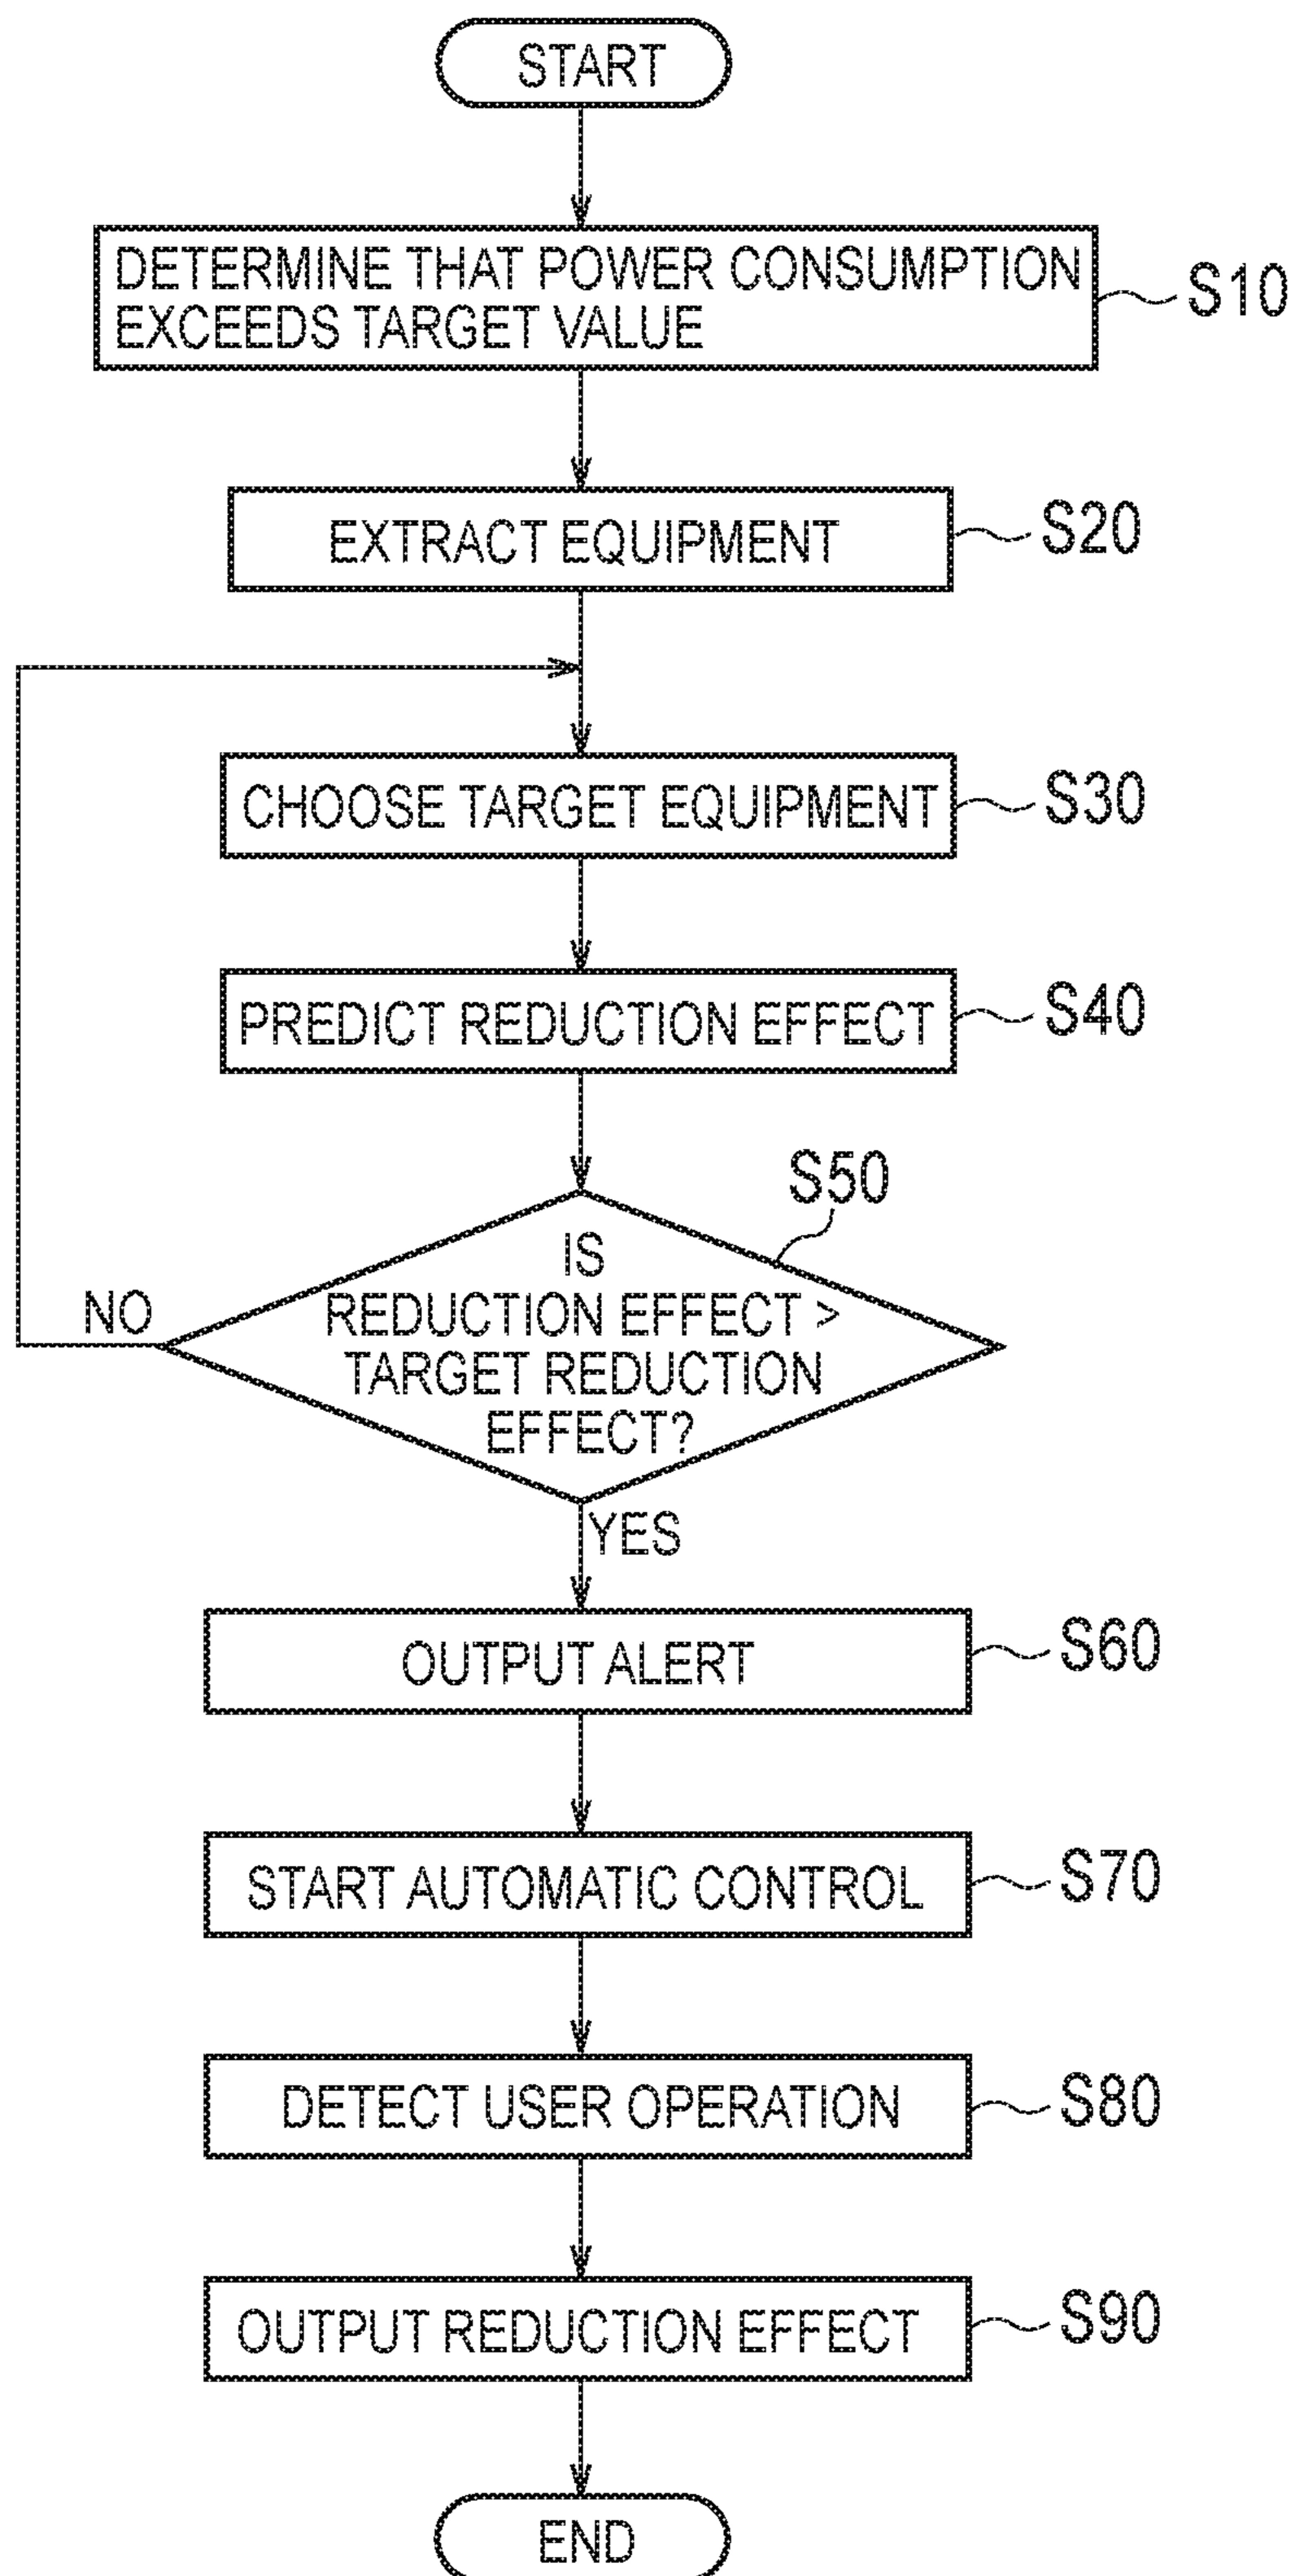 START
DETERMINE THAT POWER CONSUMPTION
EXCEEDS TARGET VALUE
S10
EXTRACT EQUIPMENT
S20
CHOOSE TARGET EQUIPMENT
S30
PREDICT REDUCTION EFFECT
S40
S50
IS
REDUCTION EFFECT >
TARGET REDUCTION
EFFECT?
NO
YES
OUTPUT ALERT
S60
START AUTOMATIC CONTROL
S70
DETECT USER OPERATION
S80
OUTPUT REDUCTION EFFECT
S90
END